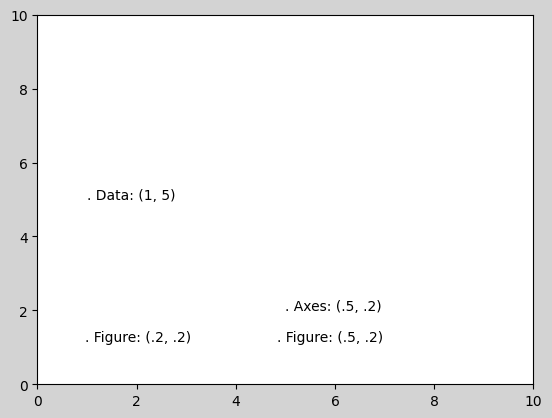 10
8
6
. Data: (1, 5)
4
. Axes: (.5, .2)
2
. Figure: (.2, .2) . Figure: (.5, .2)
0
0 2 4 6 8 10